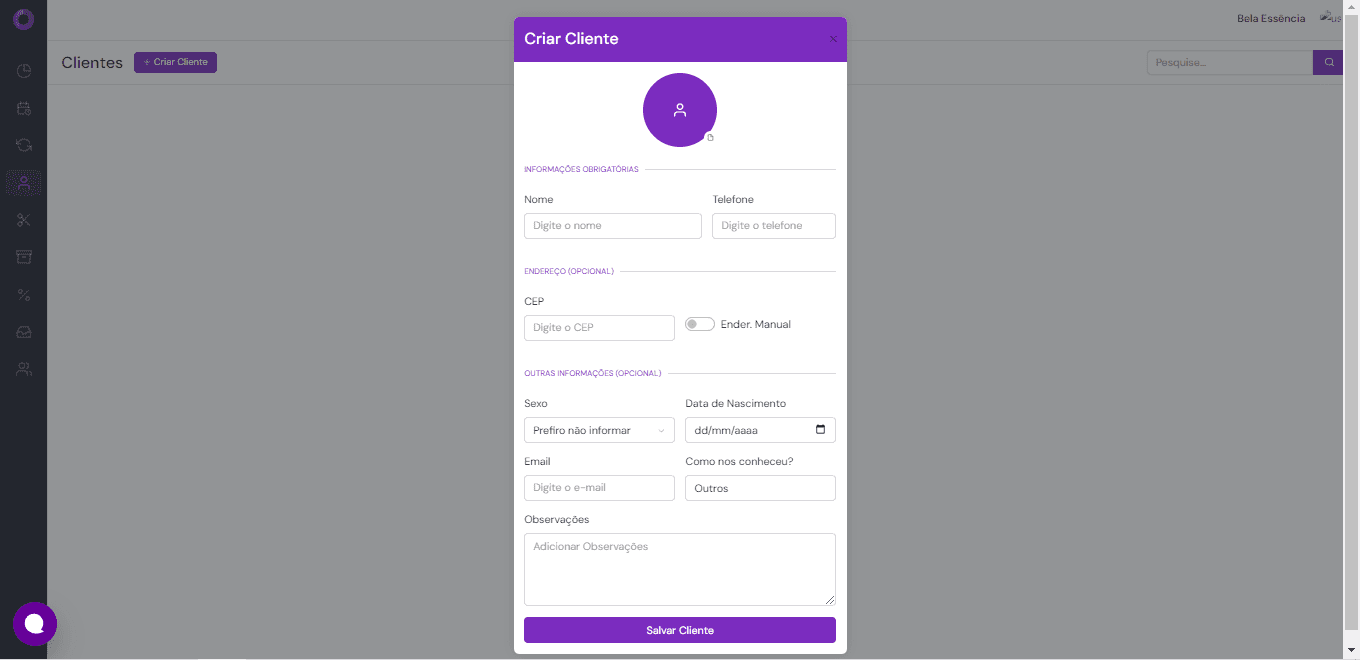 Criar Cliente
Bela Essência
us
Clientes
+ Criar Cliente
Pesquise...
INFORMAÇÕES OBRIGATÓRIAS
Nome
Telefone
Digite o nome
Digite o telefone
ENDEREÇO (OPCIONAL)
CEP
Digite o CEP
Ender. Manual
OUTRAS INFORMAÇÕES (OPCIONAL)
Sexo
Data de Nascimento
Prefiro não informar
dd/mm/aaaa
Email
Como nos conheceu?
Digite o e-mail
Outros
Observações
Adicionar Observações
Salvar Cliente